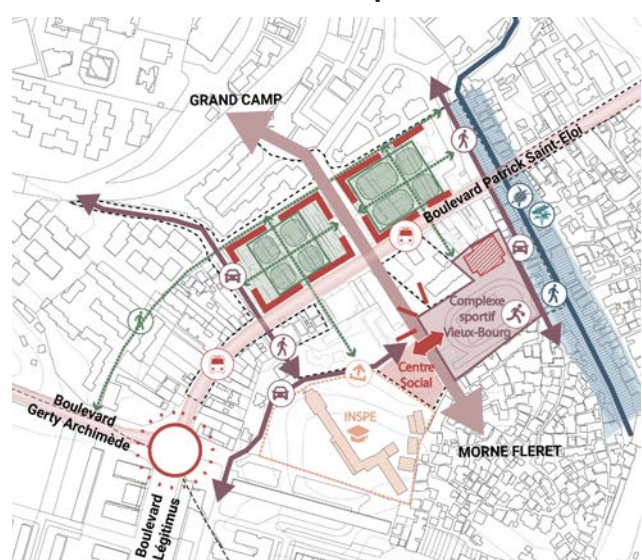 GRAND CAMP
Boulevard Patrick Saint-Eloi
Complexe
sportif
Vieux-Bourg
Centre
Social
INSPE
Boulevard
Gerty Archimède
MORNE FLERET
Boulevard
Légitimus